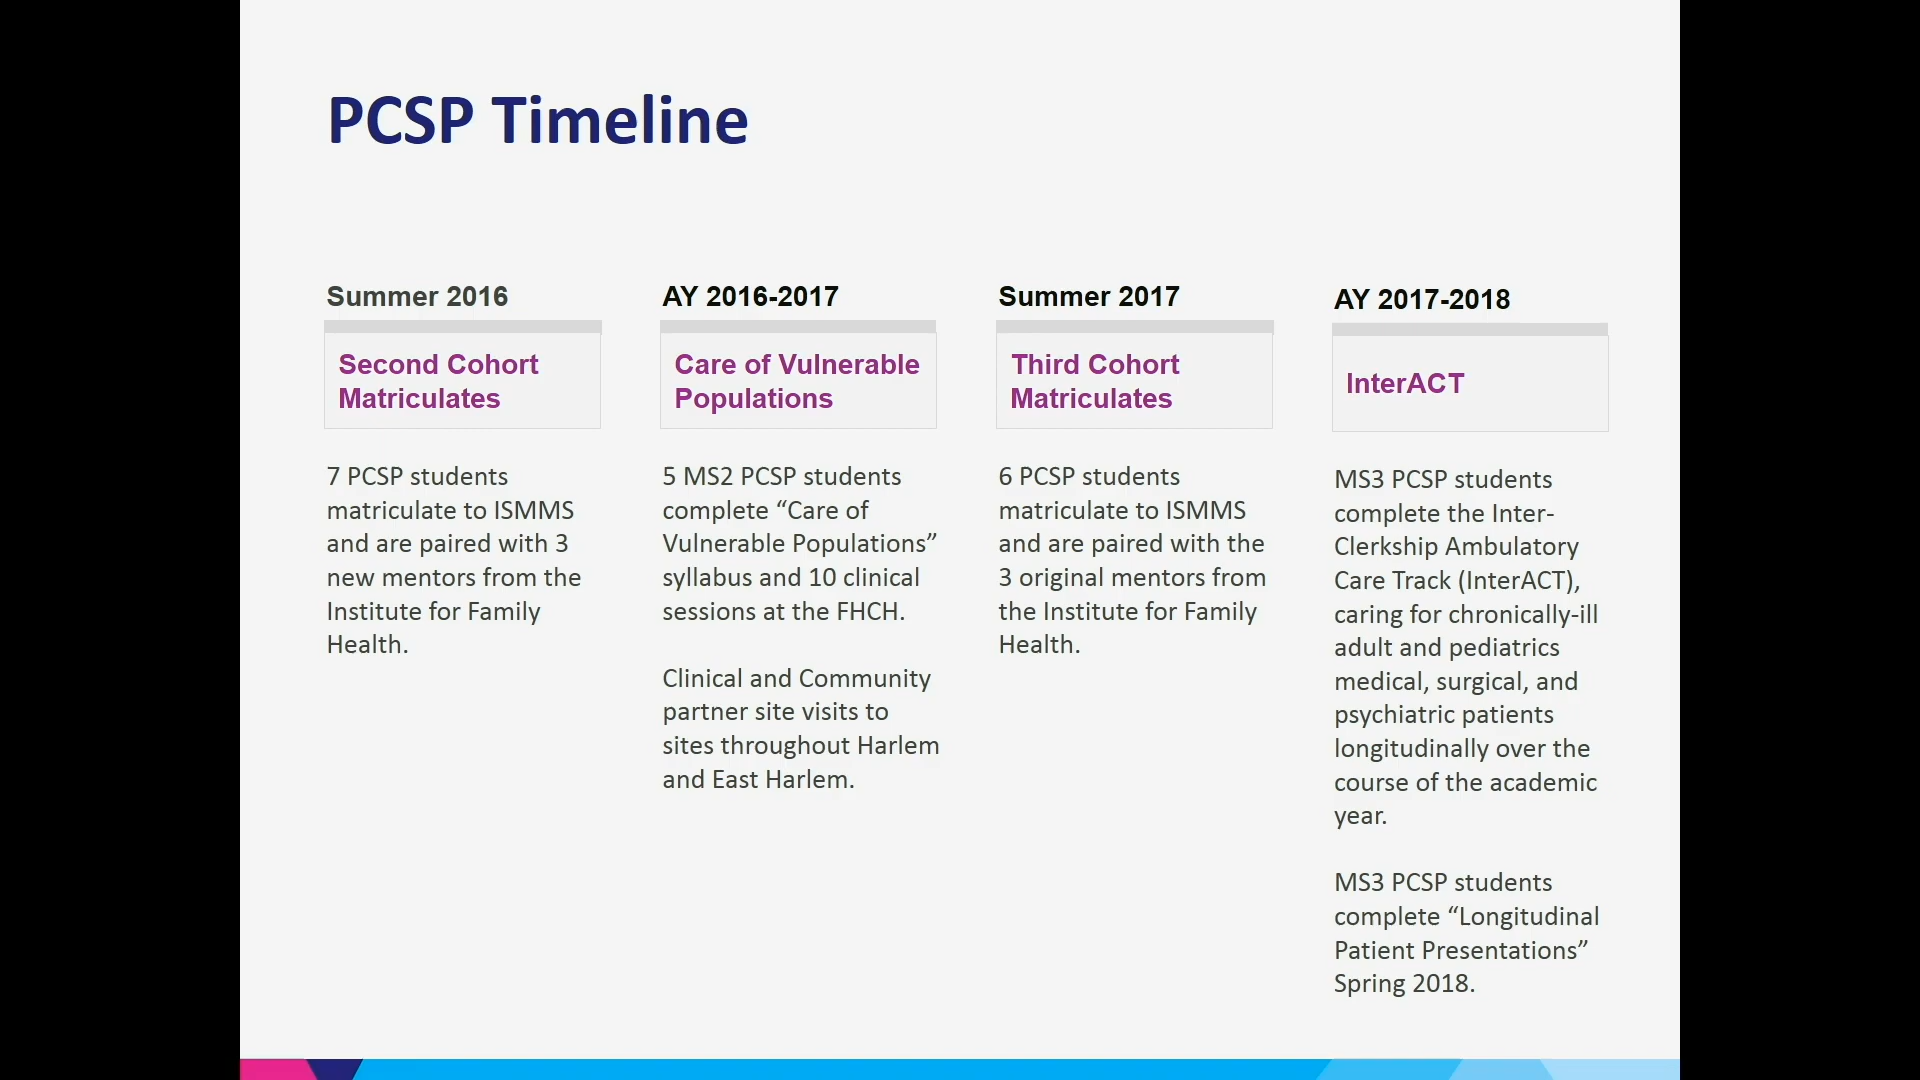 PCSP Timeline
Summer 2016
Second Cohort
Matriculates
7 PCSP students
matriculate to ISMMS
and are paired with 3
new mentors from the
Institute for Family
Health.
AY 2016-2017
Care of Vulnerable
Populations
5 MS2 PCSP students
complete “Care of
Vulnerable Populations”
syllabus and 10 clinical
sessions at the FHCH.
Clinical and Community
partner site visits to
sites throughout Harlem
and East Harlem.
Summer 2017
Third Cohort
Matriculates
6 PCSP students
matriculate to ISMMS
and are paired with the
3 original mentors from
the Institute for Family
Health.
AY 2017-2018
InterACT
MS3 PCSP students
complete the Inter-
Clerkship Ambulatory
Care Track (InterACT),
caring for chronically-ill
adult and pediatrics
medical, surgical, and
psychiatric patients
longitudinally over the
course of the academic
year.
MS3 PCSP students
complete “Longitudinal
Patient Presentations”
Spring 2018.